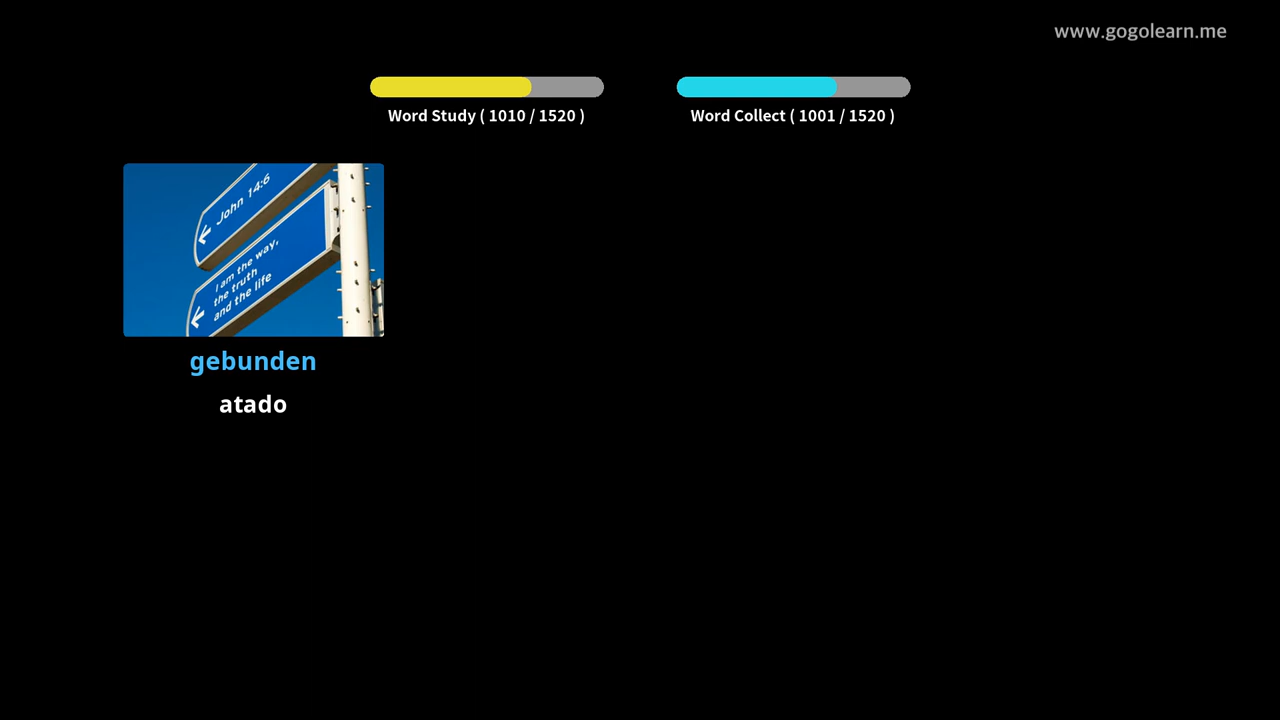 www.gogolearn.me
Word Study ( 1010 / 1520 )
Word Collect ( 1001 / 1520 )
John 14:6
I am the way,
the truth
and the life
gebunden
atado